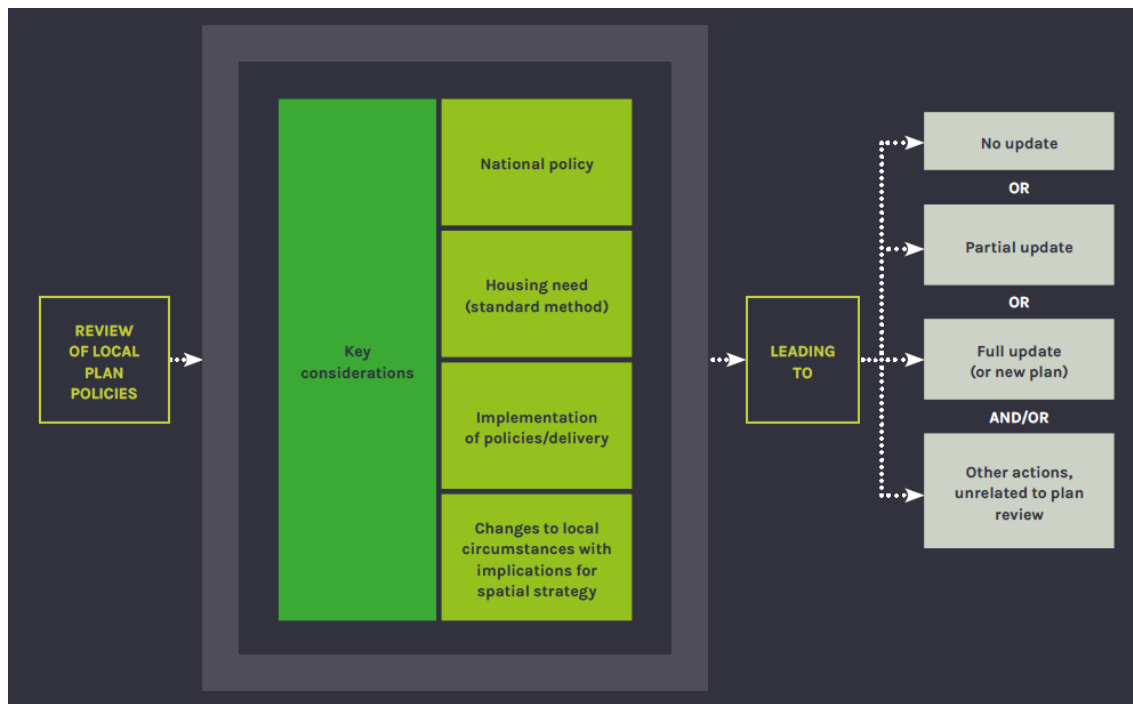 REVIEW
OF LOCAL
PLAN
POLICIES
Key
considerations
National policy
Housing need
(standard method)
Implementation
of policies/delivery
Changes to local
circumstances with
implications for
spatial strategy
LEADING
TO
No update
OR
Partial update
OR
Full update
(or new plan)
AND/OR
Other actions,
unrelated to plan
review